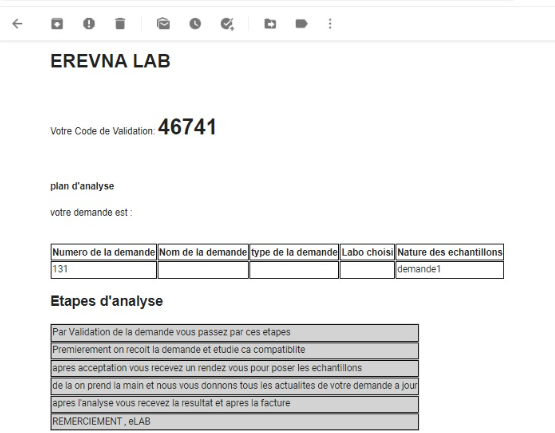 EREVNA LAB
Votre Code de Validation: 46741
plan d'analyse
votre demande est :
Numero de la demande Nom de la demande type de la demande Labo choisi Nature des echantillons
131 demande1
Etapes d'analyse
Par Validation de la demande vous passez par ces etapes
Premierement on recoit la demande et etudie ca compatiblite
apres acceptation vous recevez un rendez vous pour poser les echantillons
de la on prend la main et nous vous donnons tous les actualites de votre demande a jour
apres l'analyse vous recevez la resultat et apres la facture
REMERCIEMENT , eLAB